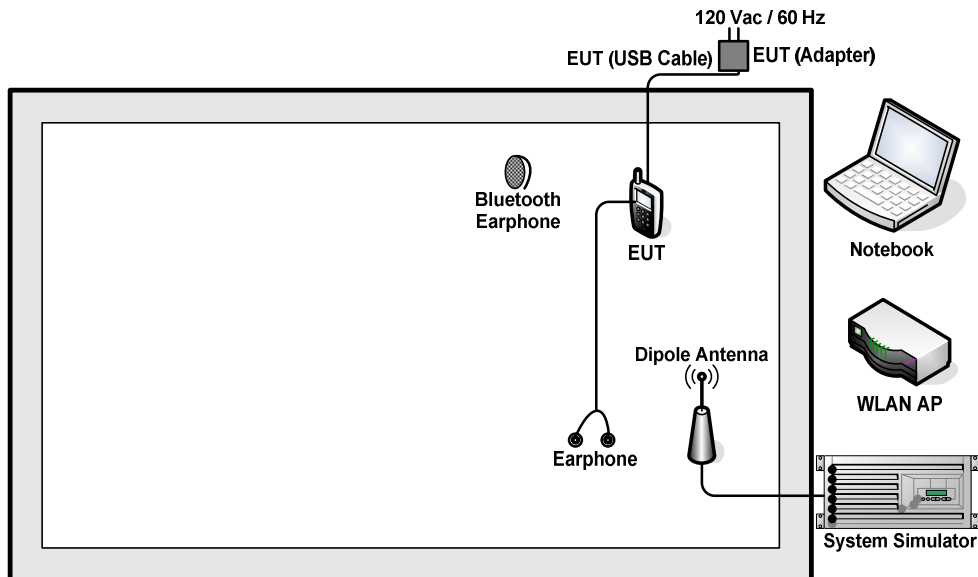 120 Vac / 60 Hz
EUT (USB Cable)
EUT (Adapter)
Bluetooth
Earphone
EUT
Notebook
Dipole Antenna
WLAN AP
Earphone
System Simulator